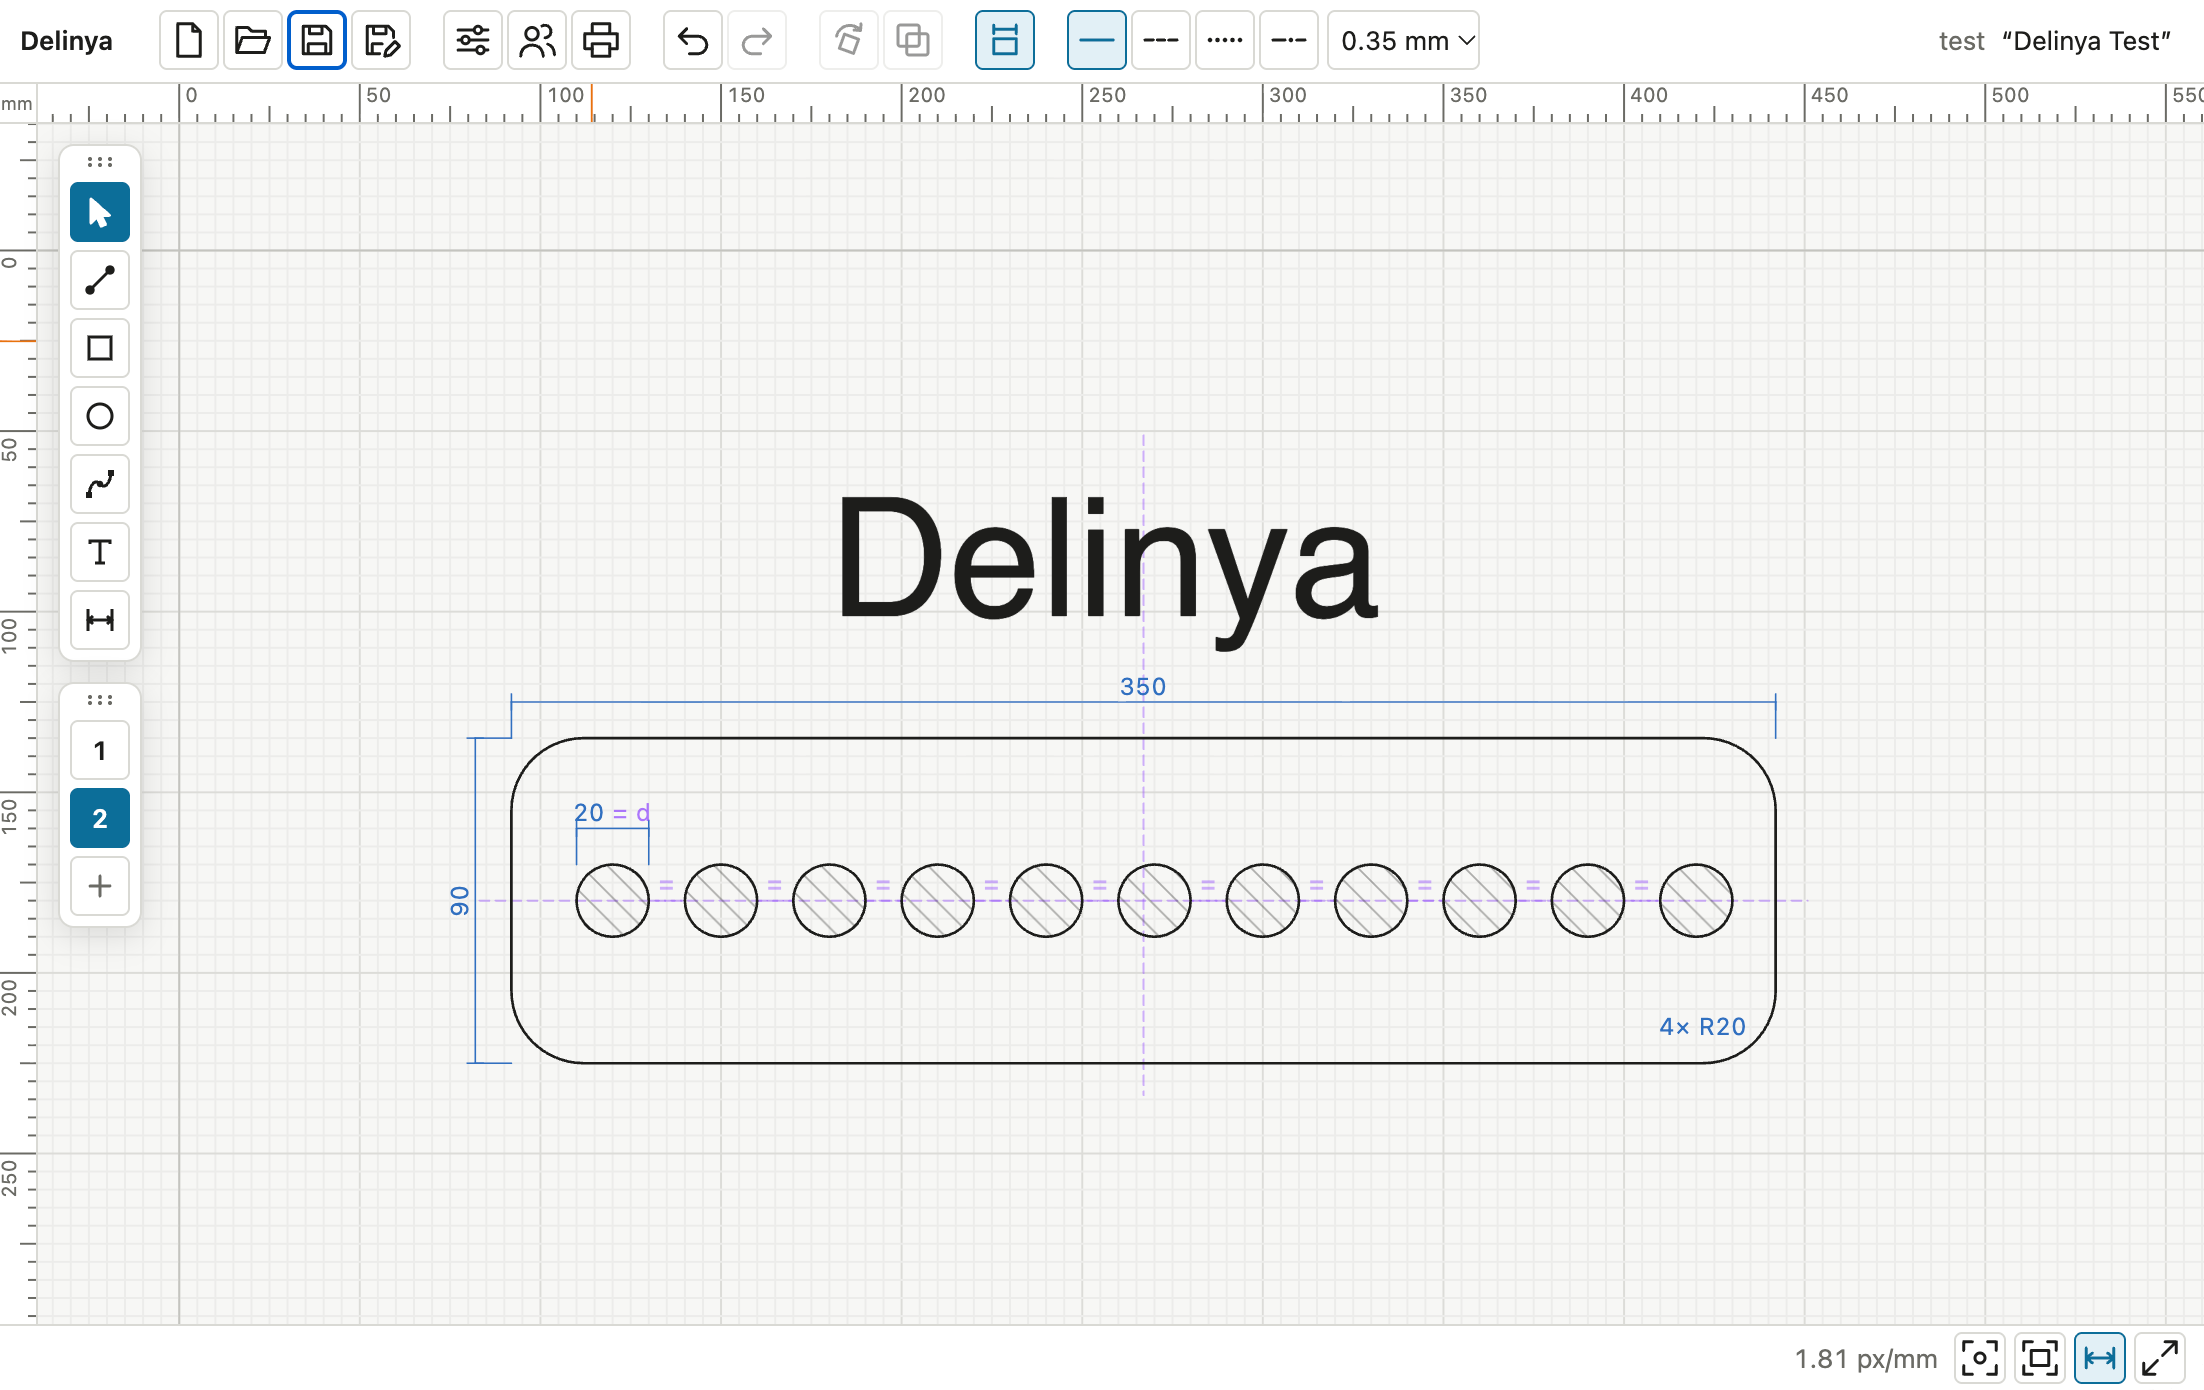 Delinya
0.35 mm
test “Delinya Test”
mm
0 50 100 150 200 250 300 350 400 450 500 550
0
50
100
150
200
250
1
2
Delinya
350
20 = d
90
= = = = = = = = = =
4× R20
1.81 px/mm